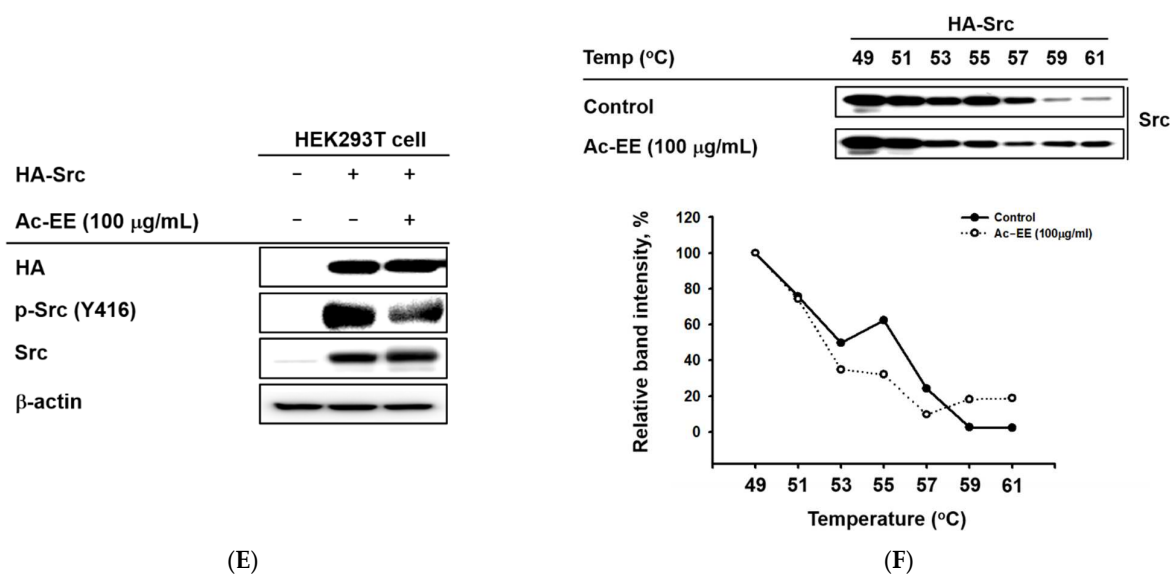 HEK293T cell
HA-Src − + +
Ac-EE (100 μg/mL) − − +
HA
p-Src (Y416)
Src
β-actin
(E)
HA-Src
Temp (°C) 49 51 53 55 57 59 61
Control
Ac-EE (100 μg/mL)
Src
Relative band intensity, %
120
100
80
60
40
20
0
Control
Ac−EE (100μg/ml)
49 51 53 55 57 59 61
Temperature (°C)
(F)